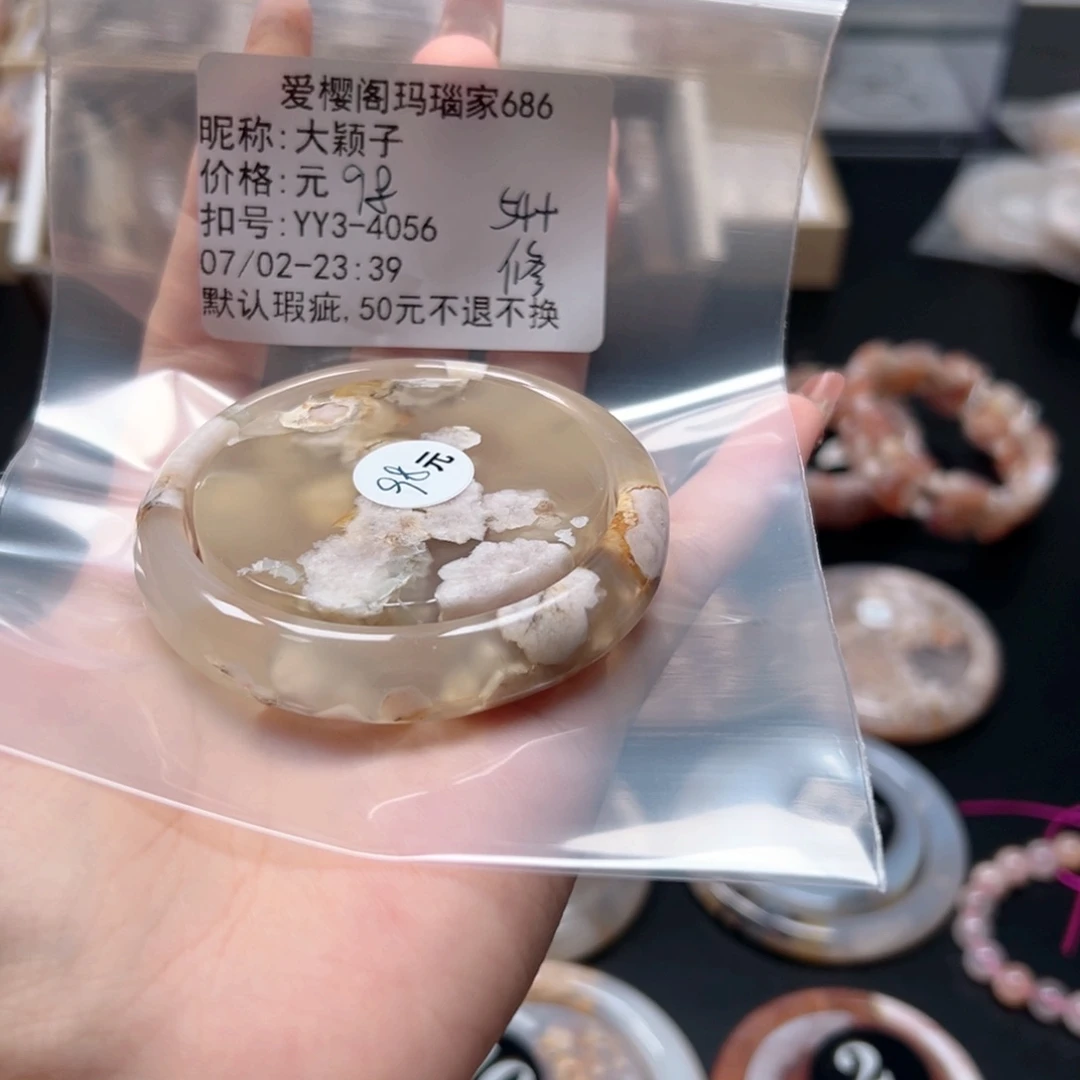 爱樱阁玛瑙家686
昵称:大颖子
价格:元 98
扣号:YY3-4056
54+
07/02-23:39
修
默认瑕疵,50元不退不换
98元